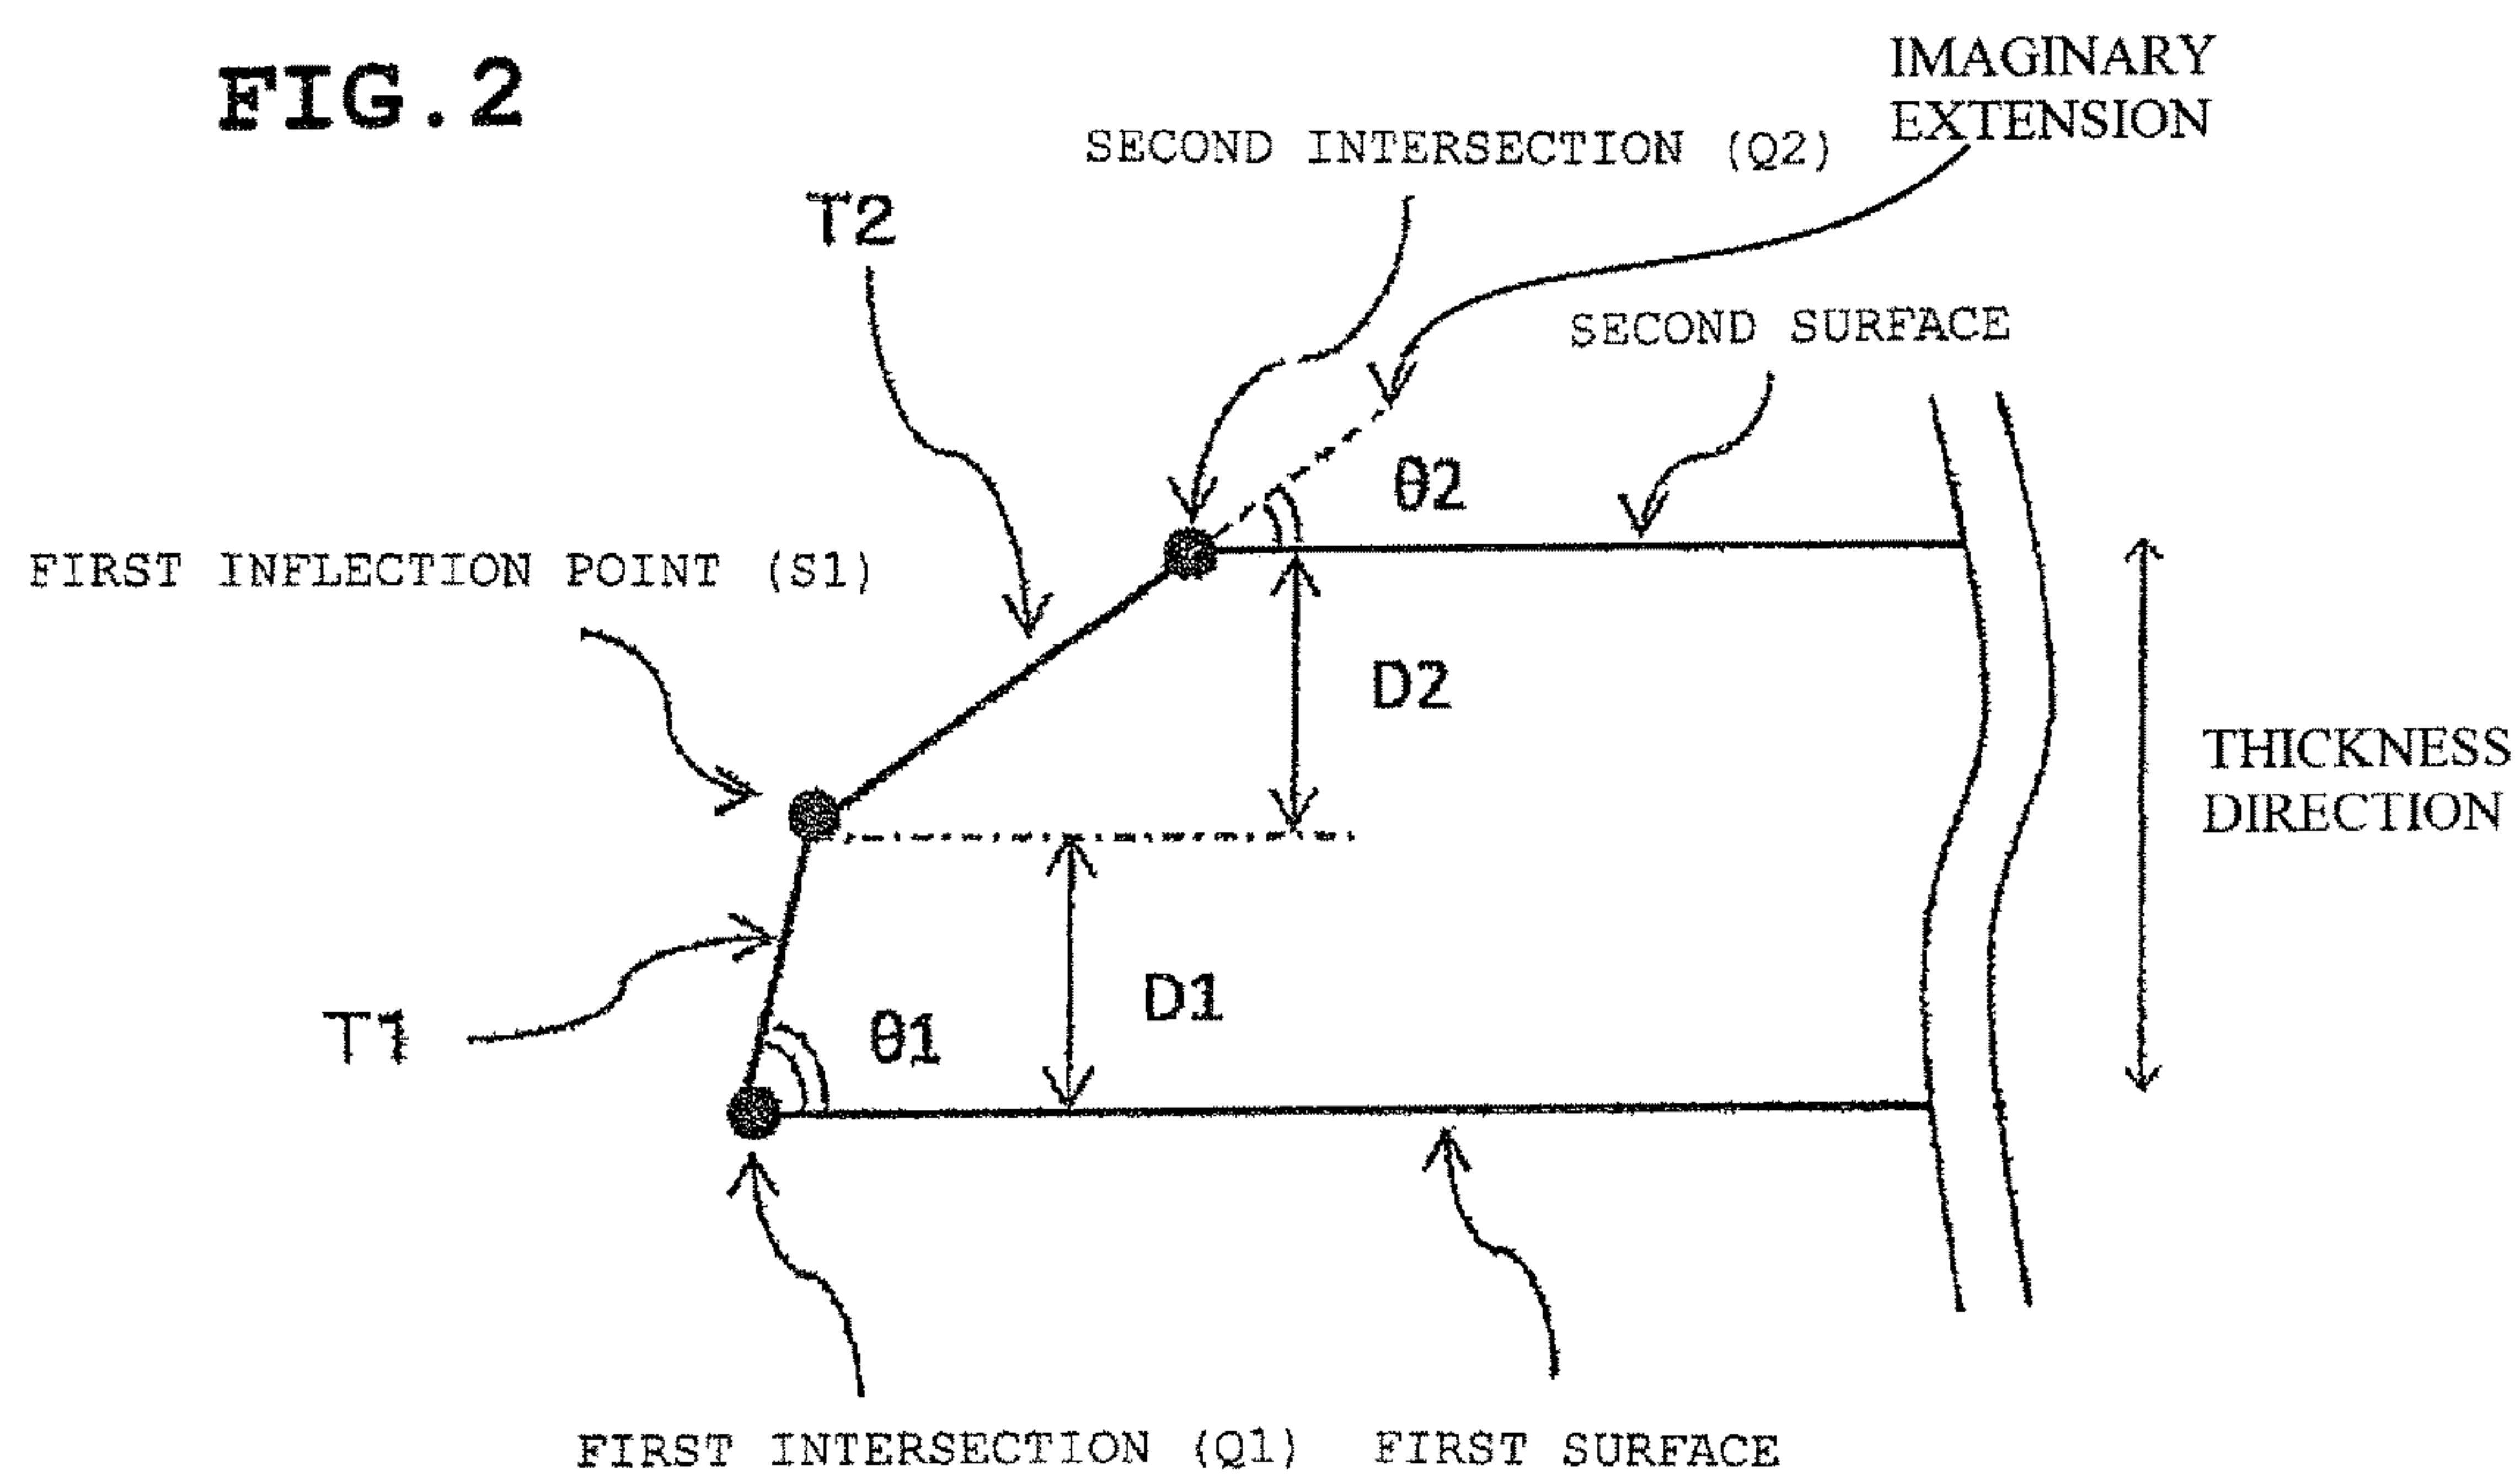 FIG.2
IMAGINARY
EXTENSION
SECOND INTERSECTION (Q2)
T2
SECOND SURFACE
θ2
FIRST INFLECTION POINT (S1)
D2
THICKNESS
DIRECTION
D1
T1
θ1
FIRST INTERSECTION (Q1)
FIRST SURFACE